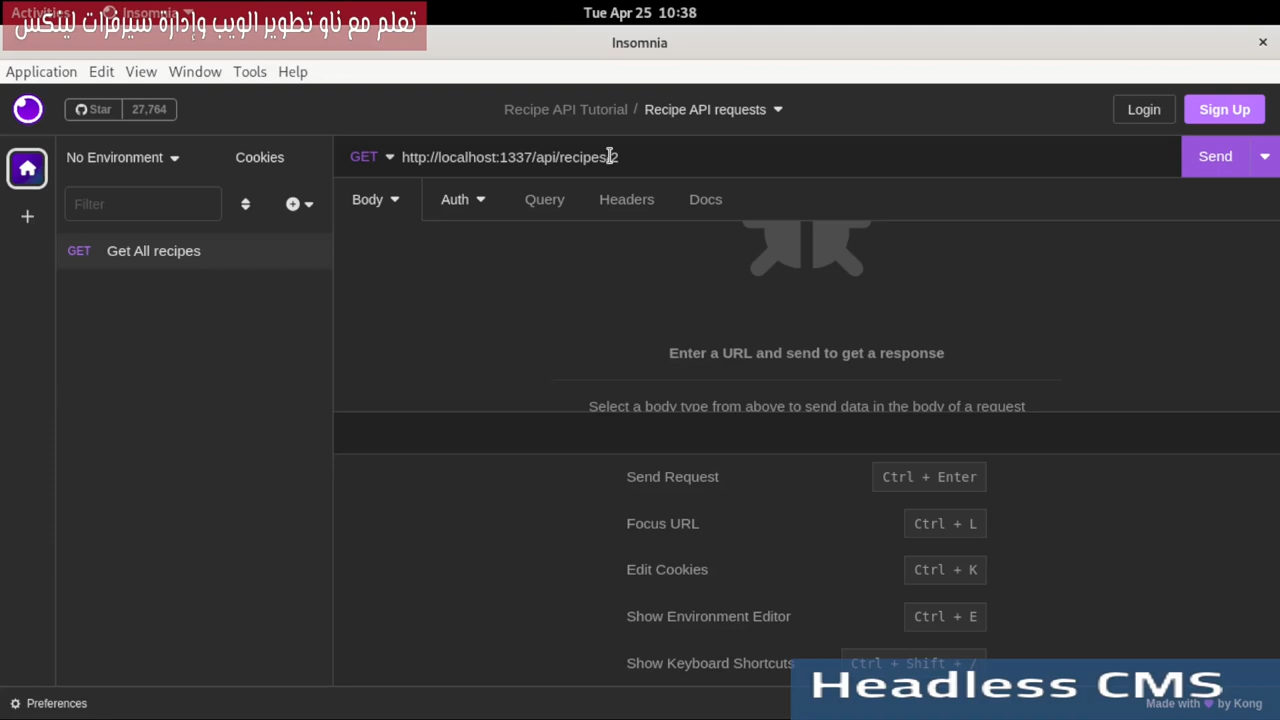 Activities
Insomnia
Tue Apr 25 10:38
تعلم مع ناو تطوير الويب وإدارة سيرفرات لينكس
Insomnia
Application Edit View Window Tools Help
Star 27,764
Recipe API Tutorial / Recipe API requests
Login
Sign Up
No Environment
Cookies
GET http://localhost:1337/api/recipes/2
Send
Filter
Body Auth Query Headers Docs
GET Get All recipes
Enter a URL and send to get a response
Select a body type from above to send data in the body of a request
Send Request Ctrl + Enter
Focus URL Ctrl + L
Edit Cookies Ctrl + K
Show Environment Editor Ctrl + E
Show Keyboard Shortcuts Ctrl + Shift + /
Headless CMS
Preferences
Made with by Kong